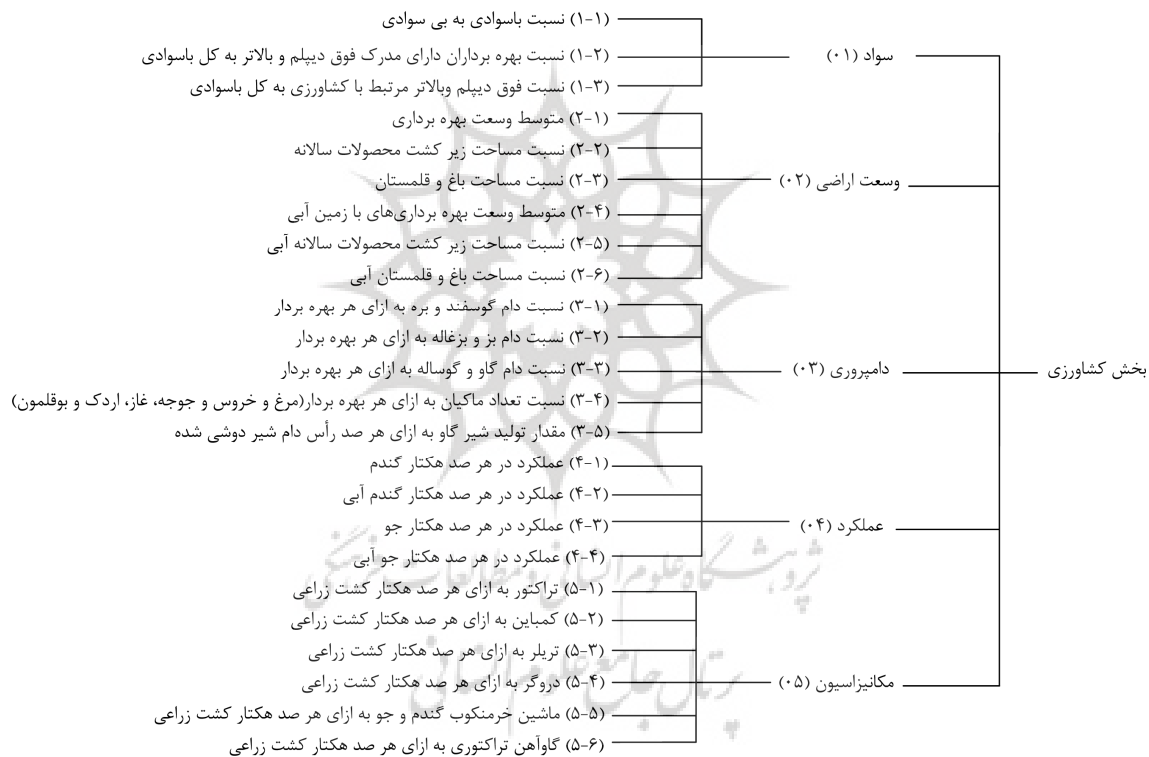 بخش کشاورزی
سواد (۰۱)
(۱-۱) نسبت باسوادی به بی سوادی
(۱-۲) نسبت بهره برداران دارای مدرک فوق دیپلم و بالاتر به کل باسوادی
(۱-۳) نسبت فوق دیپلم وبالاتر مرتبط با کشاورزی به کل باسوادی
وسعت اراضی (۰۲)
(۲-۱) متوسط وسعت بهره برداری
(۲-۲) نسبت مساحت زیر کشت محصولات سالانه
(۲-۳) نسبت مساحت باغ و قلمستان
(۲-۴) متوسط وسعت بهره برداری‌های با زمین آبی
(۲-۵) نسبت مساحت زیر کشت محصولات سالانه آبی
(۲-۶) نسبت مساحت باغ و قلمستان آبی
دامپروری (۰۳)
(۳-۱) نسبت دام گوسفند و بره به ازای هر بهره بردار
(۳-۲) نسبت دام بز و بزغاله به ازای هر بهره بردار
(۳-۳) نسبت دام گاو و گوساله به ازای هر بهره بردار
(۳-۴) نسبت تعداد ماکیان به ازای هر بهره بردار(مرغ و خروس و جوجه، غاز، اردک و بوقلمون)
(۳-۵) مقدار تولید شیر گاو به ازای هر صد رأس دام شیر دوشی شده
عملکرد (۰۴)
(۴-۱) عملکرد در هر صد هکتار گندم
(۴-۲) عملکرد در هر صد هکتار گندم آبی
(۴-۳) عملکرد در هر صد هکتار جو
(۴-۴) عملکرد در هر صد هکتار جو آبی
مکانیزاسیون (۰۵)
(۵-۱) تراکتور به ازای هر صد هکتار کشت زراعی
(۵-۲) کمباین به ازای هر صد هکتار کشت زراعی
(۵-۳) تریلر به ازای هر صد هکتار کشت زراعی
(۵-۴) دروگر به ازای هر صد هکتار کشت زراعی
(۵-۵) ماشین خرمنکوب گندم و جو به ازای هر صد هکتار کشت زراعی
(۵-۶) گاوآهن تراکتوری به ازای هر صد هکتار کشت زراعی
پژوهشگاه علوم انسانی و مطالعات فرهنگی
پرتال جامع علوم انسانی